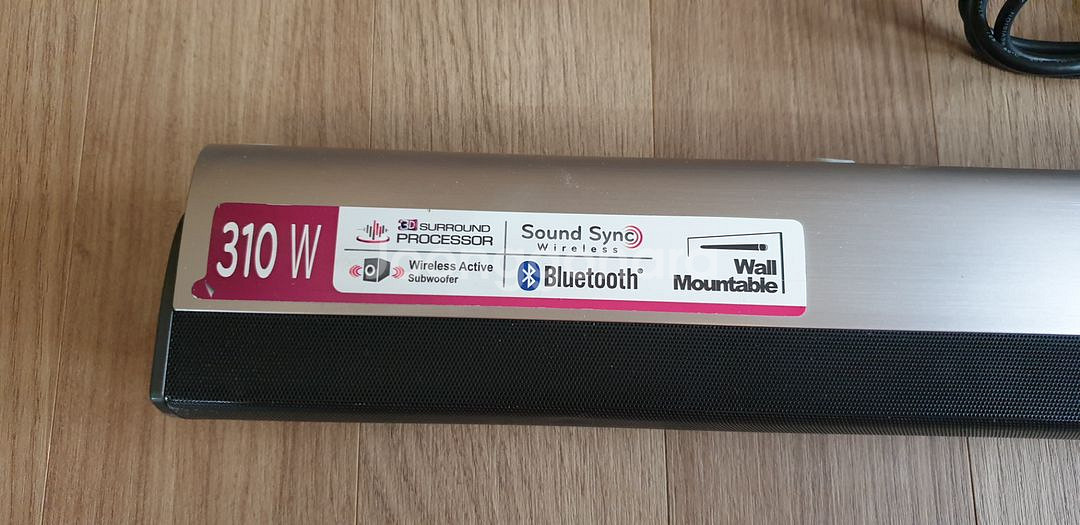 310 W
3D SURROUND
PROCESSOR
Sound Sync
Wireless
Wireless Active
Subwoofer
Bluetooth®
Wall
Mountable